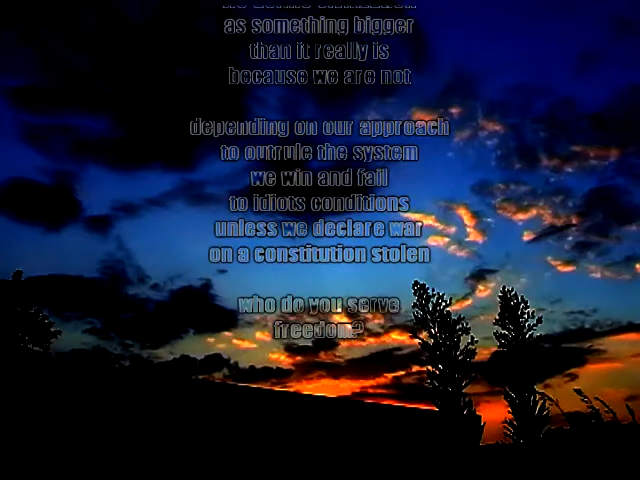 as something bigger
than it really is
because we are not
depending on our approach
to outrule the system
we win and fail
to idiots conditions
unless we declare war
on a constitution stolen
who do you serve
freedom?